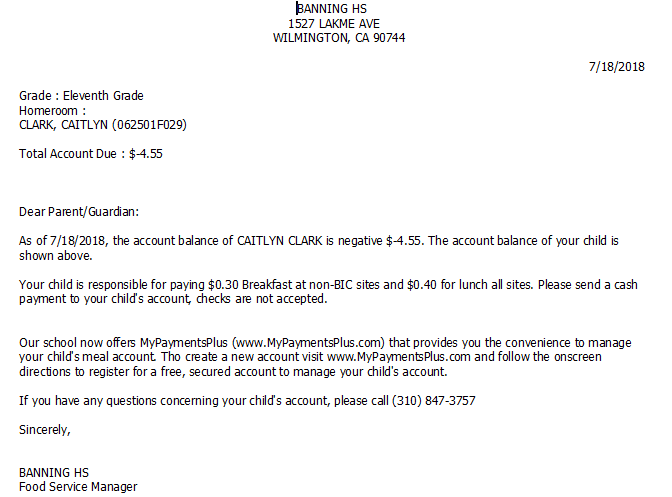 BANNING HS
1527 LAKME AVE
WILMINGTON, CA 90744
7/18/2018
Grade : Eleventh Grade
Homeroom :
CLARK, CAITLYN (062501F029)
Total Account Due : $-4.55
Dear Parent/Guardian:
As of 7/18/2018, the account balance of CAITLYN CLARK is negative $-4.55. The account balance of your child is
shown above.
Your child is responsible for paying $0.30 Breakfast at non-BIC sites and $0.40 for lunch all sites. Please send a cash
payment to your child's account, checks are not accepted.
Our school now offers MyPaymentsPlus (www.MyPaymentsPlus.com) that provides you the convenience to manage
your child's meal account. Tho create a new account visit www.MyPaymentsPlus.com and follow the onscreen
directions to register for a free, secured account to manage your child's account.
If you have any questions concerning your child's account, please call (310) 847-3757
Sincerely,
BANNING HS
Food Service Manager